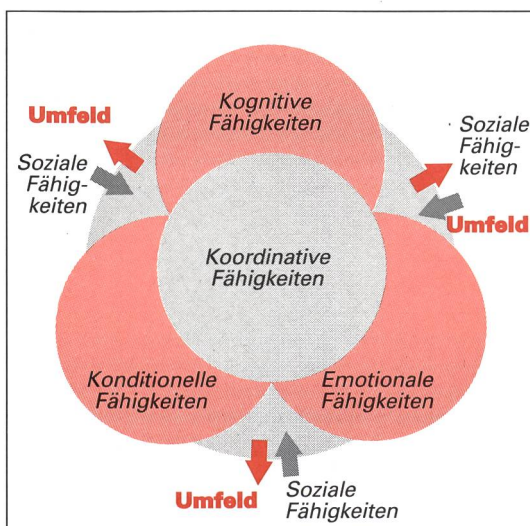 Kognitive
Fähigkeiten
Umfeld
Soziale
Fähig-
keiten
Soziale
Fähig-
keiten
Umfeld
Koordinative
Fähigkeiten
Konditionelle
Fähigkeiten
Emotionale
Fähigkeiten
Umfeld
Soziale
Fähigkeiten